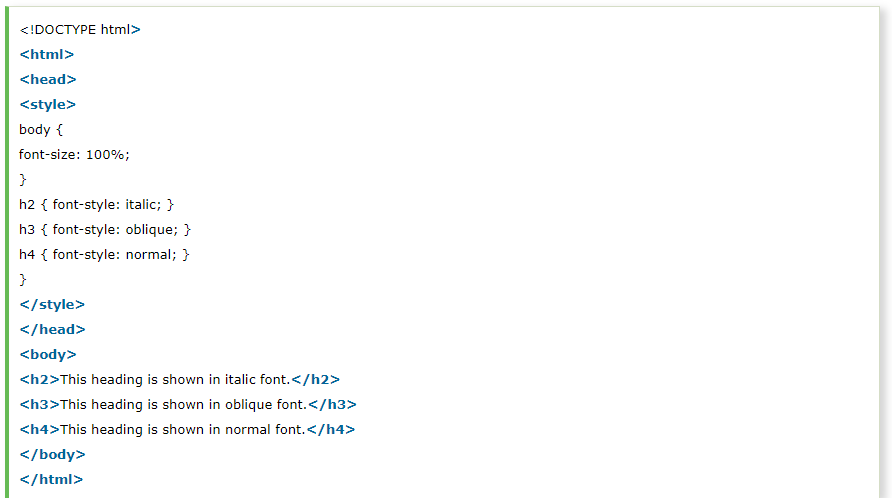 <!DOCTYPE html>
<html>
<head>
<style>
body {
font-size: 100%;
}
h2 { font-style: italic; }
h3 { font-style: oblique; }
h4 { font-style: normal; }
}
</style>
</head>
<body>
<h2>This heading is shown in italic font.</h2>
<h3>This heading is shown in oblique font.</h3>
<h4>This heading is shown in normal font.</h4>
</body>
</html>